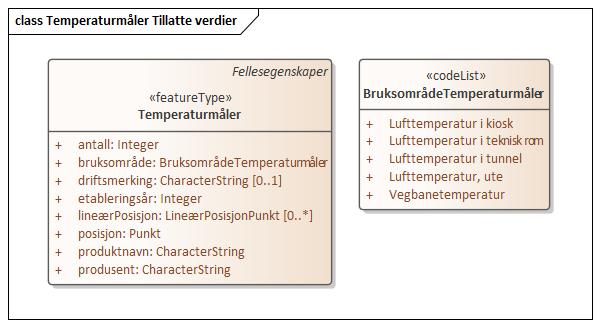 class Temperaturmåler Tillatte verdier
Fellesegenskaper
«featureType»
Temperaturmåler
+ antall: Integer
+ bruksområde: BruksområdeTemperaturmåler
+ driftsmerking: CharacterString [0..1]
+ etableringsår: Integer
+ lineærPosisjon: LineærPosisjonPunkt [0..*]
+ posisjon: Punkt
+ produktnavn: CharacterString
+ produsent: CharacterString
«codeList»
BruksområdeTemperaturmåler
+ Lufttemperatur i kiosk
+ Lufttemperatur i teknisk rom
+ Lufttemperatur i tunnel
+ Lufttemperatur, ute
+ Vegbanetemperatur